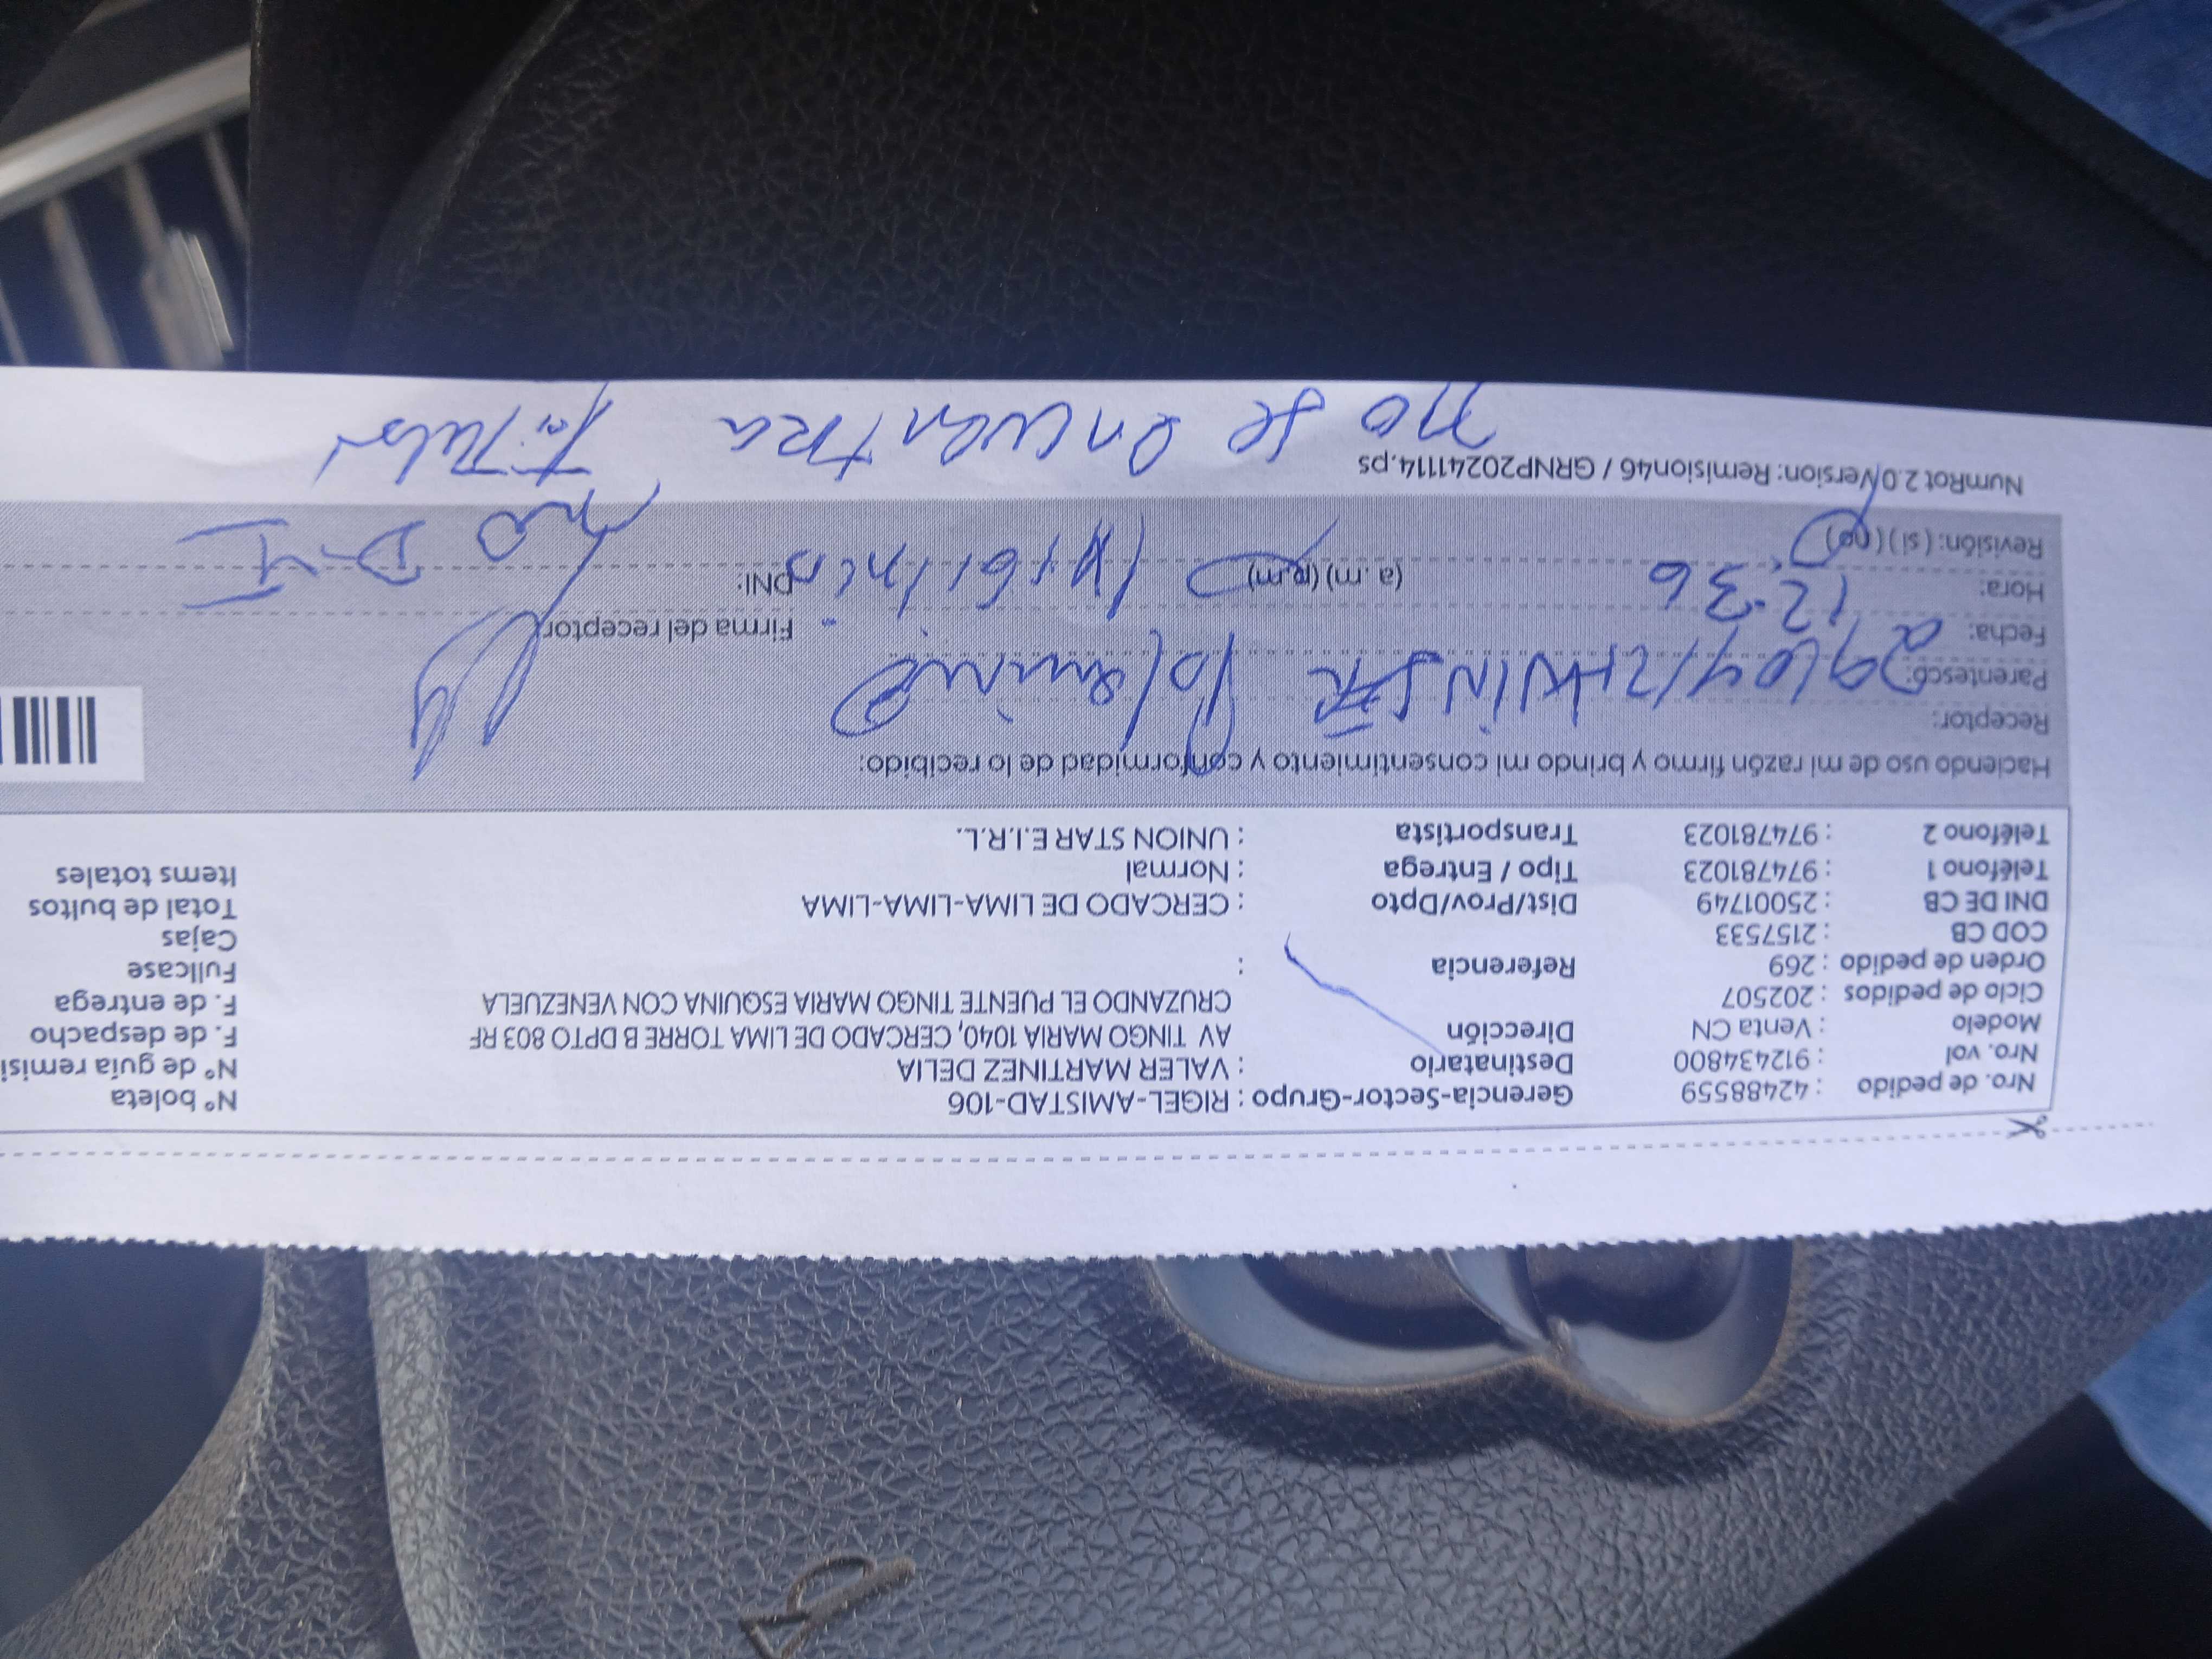 Nro. de pedido : 42488559 Gerencia-Sector-Grupo : RIGEL-AMISTAD-106 N° boleta
Nro. vol : 912434800 Destinatario : VALER MARTINEZ DELIA N° de guía remisi
Modelo : Venta CN Dirección AV TINGO MARIA 1040, CERCADO DE LIMA TORRE B DPTO 803 RF F. de despacho
Ciclo de pedidos : 202507 CRUZANDO EL PUENTE TINGO MARIA ESQUINA CON VENEZUELA F. de entrega
Orden de pedido : 269 Referencia : Fullcase
COD CB : 2157533 Cajas
DNI DE CB : 25001749 Dist/Prov/Dpto : CERCADO DE LIMA-LIMA-LIMA Total de bultos
Teléfono 1 : 974781023 Tipo / Entrega : Normal Items totales
Teléfono 2 : 974781023 Transportista : UNION STAR E.I.R.L.
Haciendo uso de mi razón firmo y brindo mi consentimiento y conformidad de lo recibido:
Receptor:
Parentesco:
Fecha: Firma del receptor
Hora: 12:36 (a.m) (p.m) DNI: no
Revisión: ( si ) ( no )
NumRot 2.0/Version: Remision46 / GRNP20241114.ps
no se encuentra